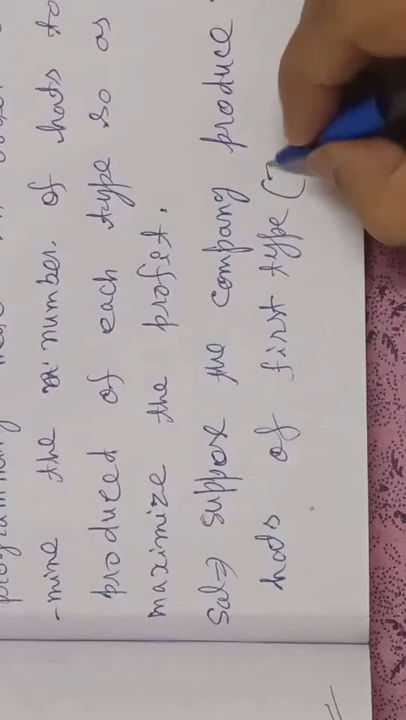 programming
-mine the number of hats to
produced of each type so as
maximize the profit.
Sol⇒ suppose the company produce
hats of first type (